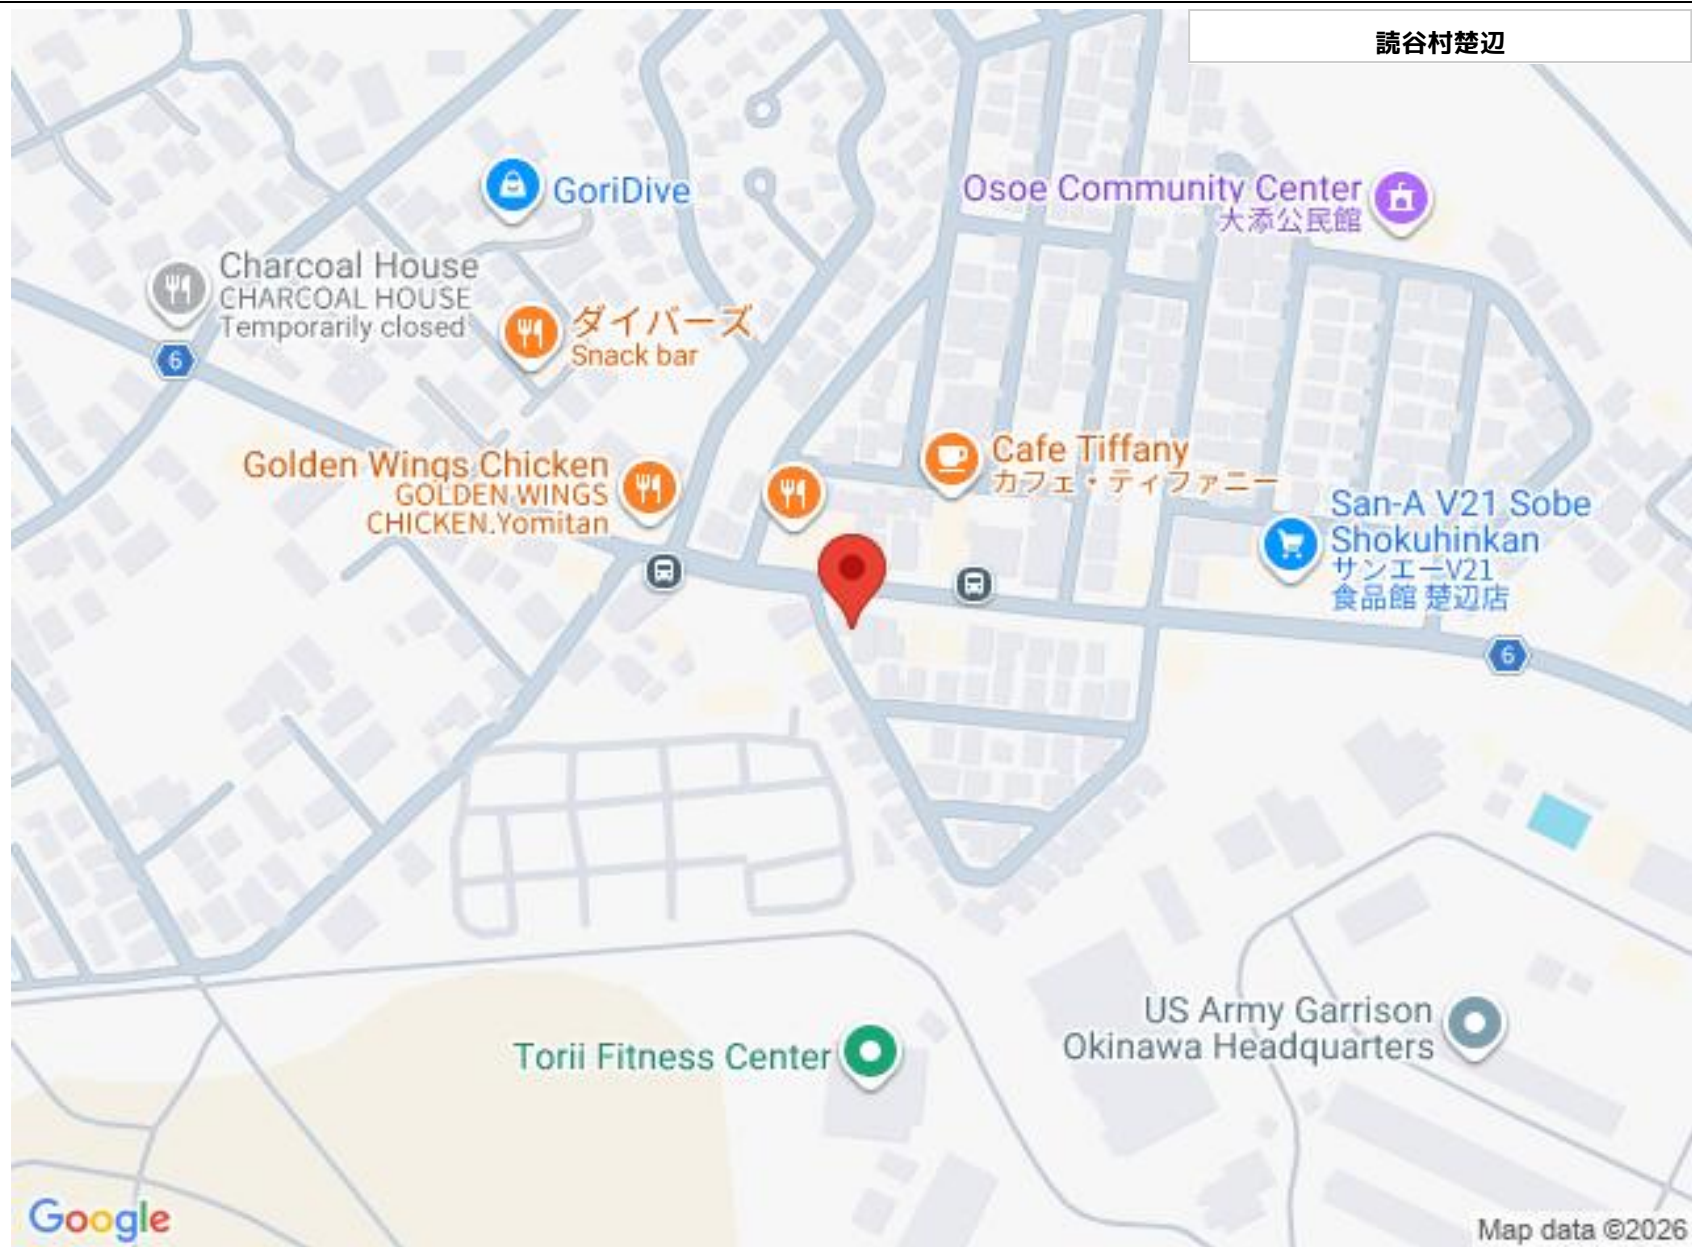 読谷村楚辺
GoriDive
Osoe Community Center
大添公民館
Charcoal House
CHARCOAL HOUSE
Temporarily closed
6
ダイバーズ
Snack bar
Golden Wings Chicken
GOLDEN WINGS
CHICKEN.Yomitan
Cafe Tiffany
カフェ・ティファニー
San-A V21 Sobe
Shokuhinkan
サンエーV21
食品館 楚辺店
6
US Army Garrison
Okinawa Headquarters
Torii Fitness Center
Google
Map data ©2026